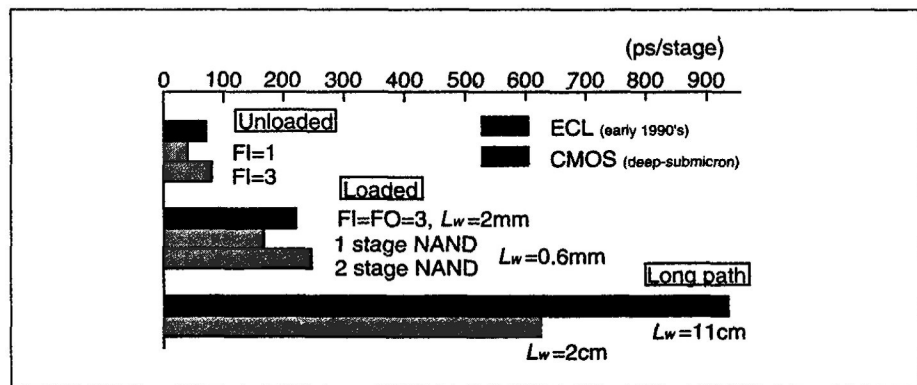 (ps/stage)
0 100 200 300 400 500 600 700 800 900
Unloaded
FI=1
FI=3
ECL (early 1990's)
CMOS (deep-submicron)
Loaded
FI=FO=3, Lw=2mm
1 stage NAND
2 stage NAND
Lw=0.6mm
Long path
Lw=11cm
Lw=2cm